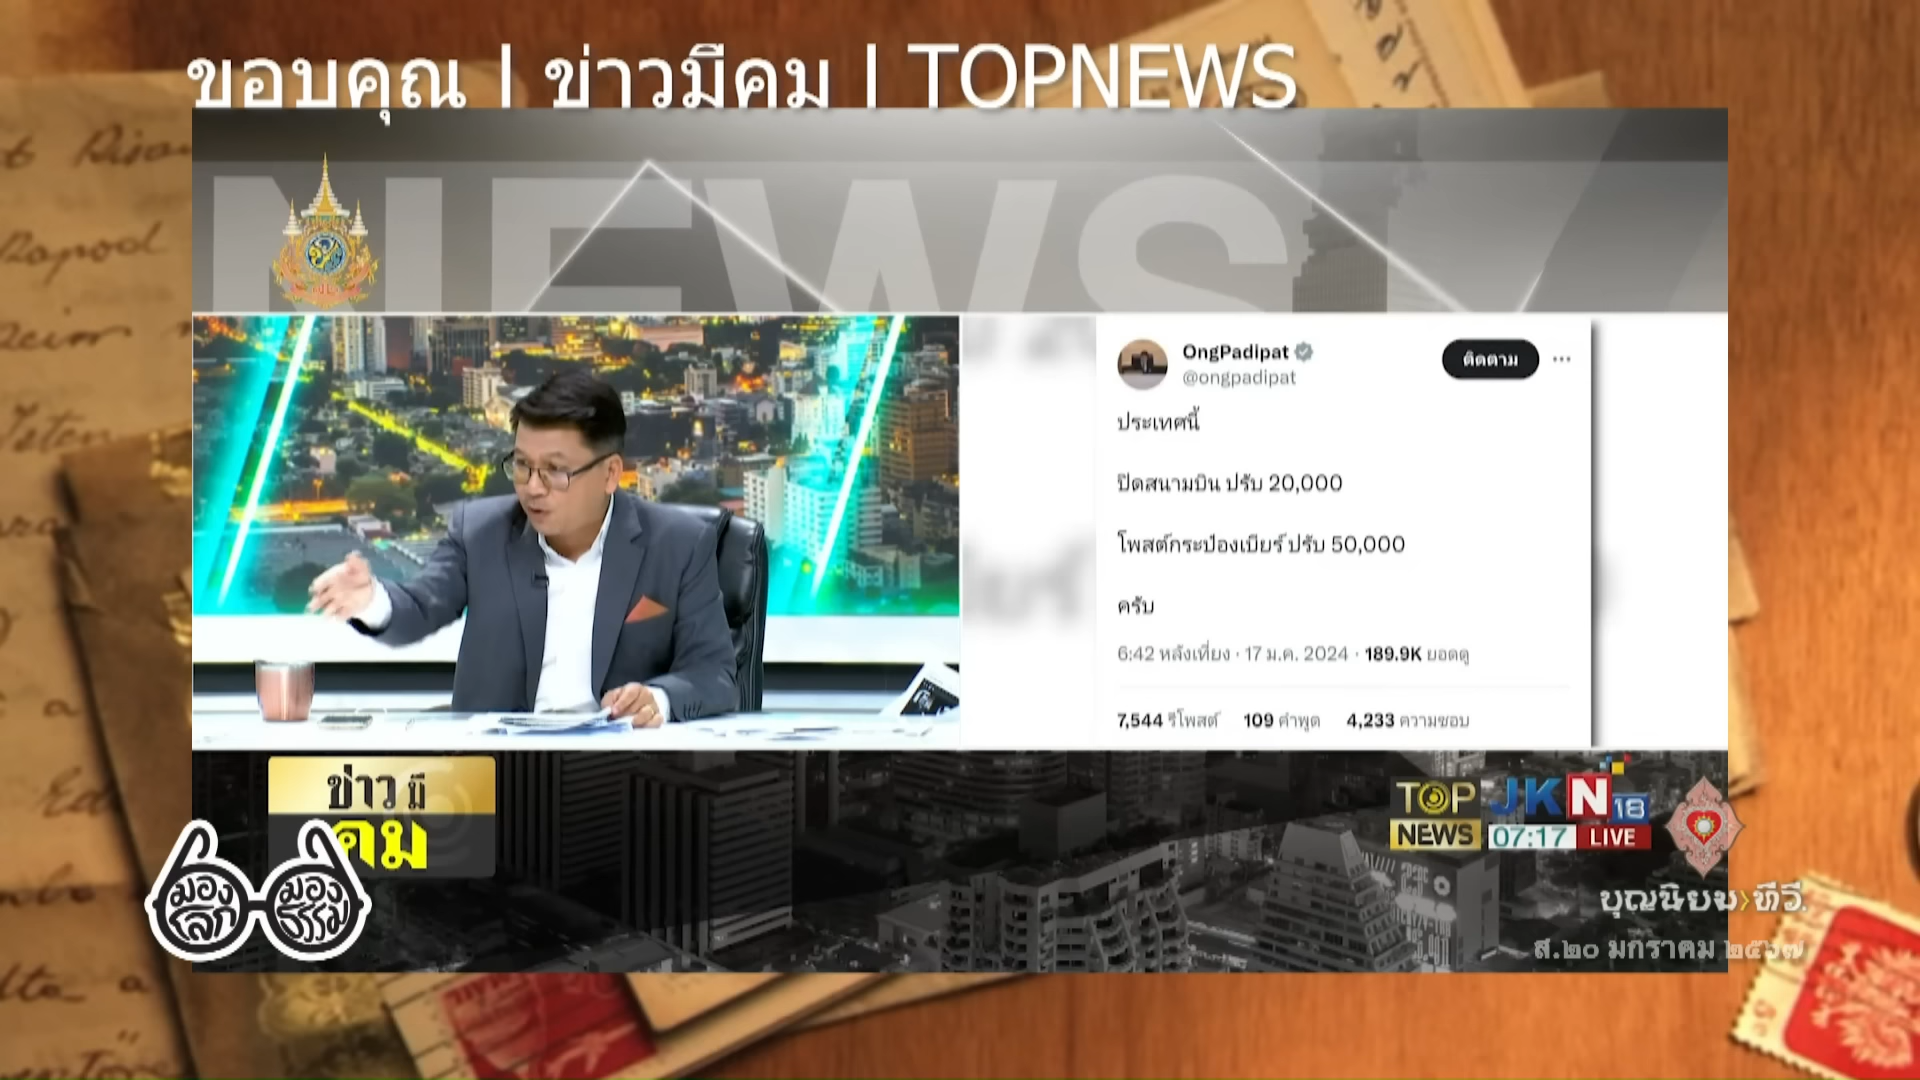 ขอบคุณ | ข่าวมีคม | TOPNEWS
NEWS
OngPadipat
@ongpadipat
ติดตาม
ประเทศนี้
ปิดสนามบิน ปรับ 20,000
โพสต์กระป๋องเบียร์ ปรับ 50,000
ครับ
6:42 หลังเที่ยง · 17 ม.ค. 2024 · 189.9K ยอดดู
7,544 รีโพสต์ 109 คำพูด 4,233 ความชอบ
ข่าวมี
คม
TOP
NEWS
JKN18
07:17 LIVE
มองโลก มองธรรม
บุญนิยมทีวี
ส.๒๐ มกราคม ๒๕๖๗